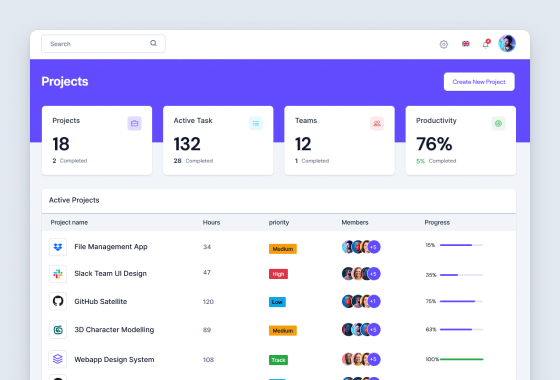 Search
Projects
Create New Project
Projects
18
2 Completed
Active Task
132
28 Completed
Teams
12
1 Completed
Productivity
76%
5% Completed
Active Projects
Project name Hours priority Members Progress
File Management App 34 Medium +5 15%
Slack Team UI Design 47 High +5 35%
GitHub Satellite 120 Low +1 75%
3D Character Modelling 89 Medium +5 63%
Webapp Design System 108 Track +5 100%